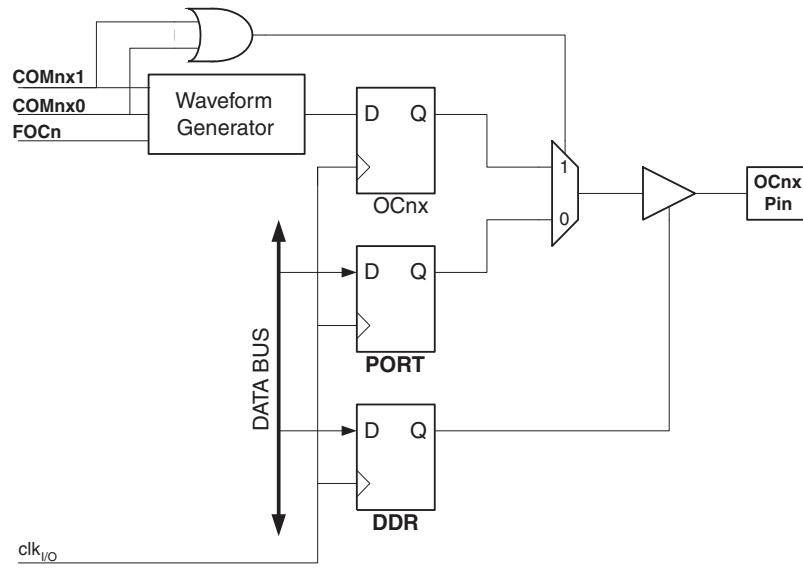 COMnx1
COMnx0
FOCn
Waveform
Generator
D Q
OCnx
1
0
OCnx
Pin
DATA BUS
D Q
PORT
D Q
DDR
clkI/O